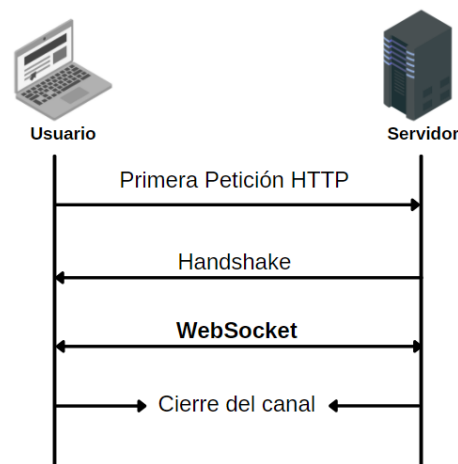 Usuario
Servidor
Primera Petición HTTP
Handshake
WebSocket
Cierre del canal